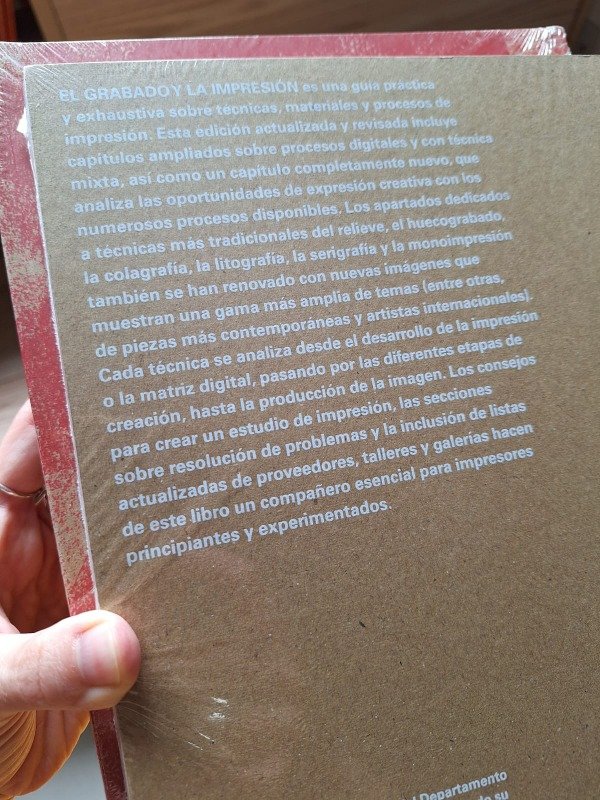 EL GRABADO Y LA IMPRESIÓN es una guía práctica
y exhaustiva sobre técnicas, materiales y procesos de
impresión. Esta edición actualizada y revisada incluye
capítulos ampliados sobre procesos digitales y con técnica
mixta, así como un capítulo completamente nuevo, que
analiza las oportunidades de expresión creativa con los
numerosos procesos disponibles. Los apartados dedicados
a técnicas más tradicionales del relieve, el huecograbado,
la colagrafía, la litografía, la serigrafía y la monoimpresión
también se han renovado con nuevas imágenes que
muestran una gama más amplia de temas (entre otras,
de piezas más contemporáneas y artistas internacionales).
Cada técnica se analiza desde el desarrollo de la impresión
o la matriz digital, pasando por las diferentes etapas de
creación, hasta la producción de la imagen. Los consejos
para crear un estudio de impresión, las secciones
sobre resolución de problemas y la inclusión de listas
actualizadas de proveedores, talleres y galerías hacen
de este libro un compañero esencial para impresores
principiantes y experimentados.
Departamento
su